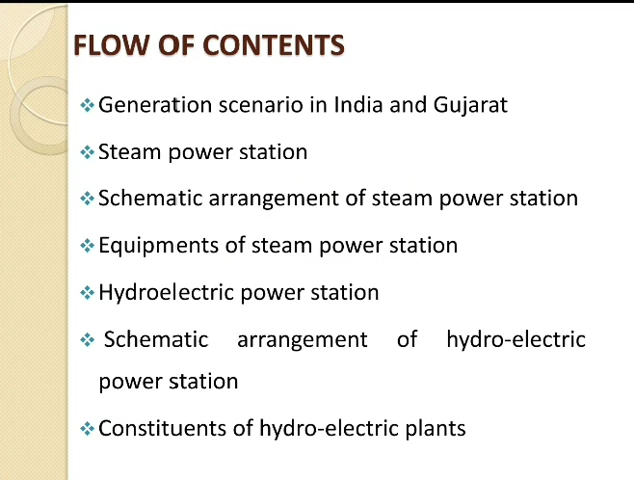 FLOW OF CONTENTS
Generation scenario in India and Gujarat
Steam power station
Schematic arrangement of steam power station
Equipments of steam power station
Hydroelectric power station
Schematic arrangement of hydro-electric
power station
Constituents of hydro-electric plants